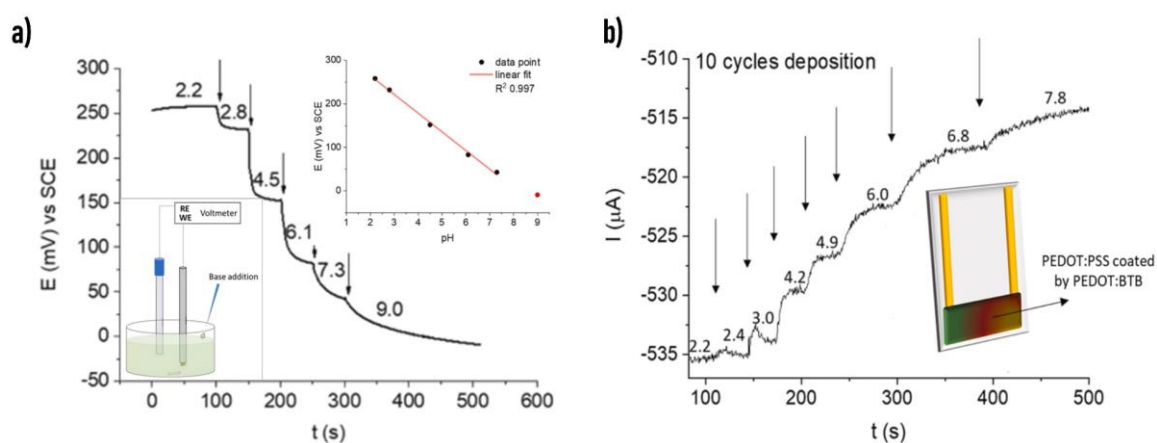 a)
E (mV) vs SCE
300
250
200
150
100
50
0
-50
0 100 200 300 400 500 600
t (s)
2.2
2.8
4.5
6.1
7.3
9.0
E (mV) vs SCE
300
200
100
0
1 2 3 4 5 6 7 8 9 10
pH
data point
linear fit
R² 0.997
RE
WE
Voltmeter
Base addition
b)
10 cycles deposition
I (µA)
-510
-515
-520
-525
-530
-535
100 200 300 400 500
t (s)
2.2
2.4
3.0
4.2
4.9
6.0
6.8
7.8
PEDOT:PSS coated
by PEDOT:BTB